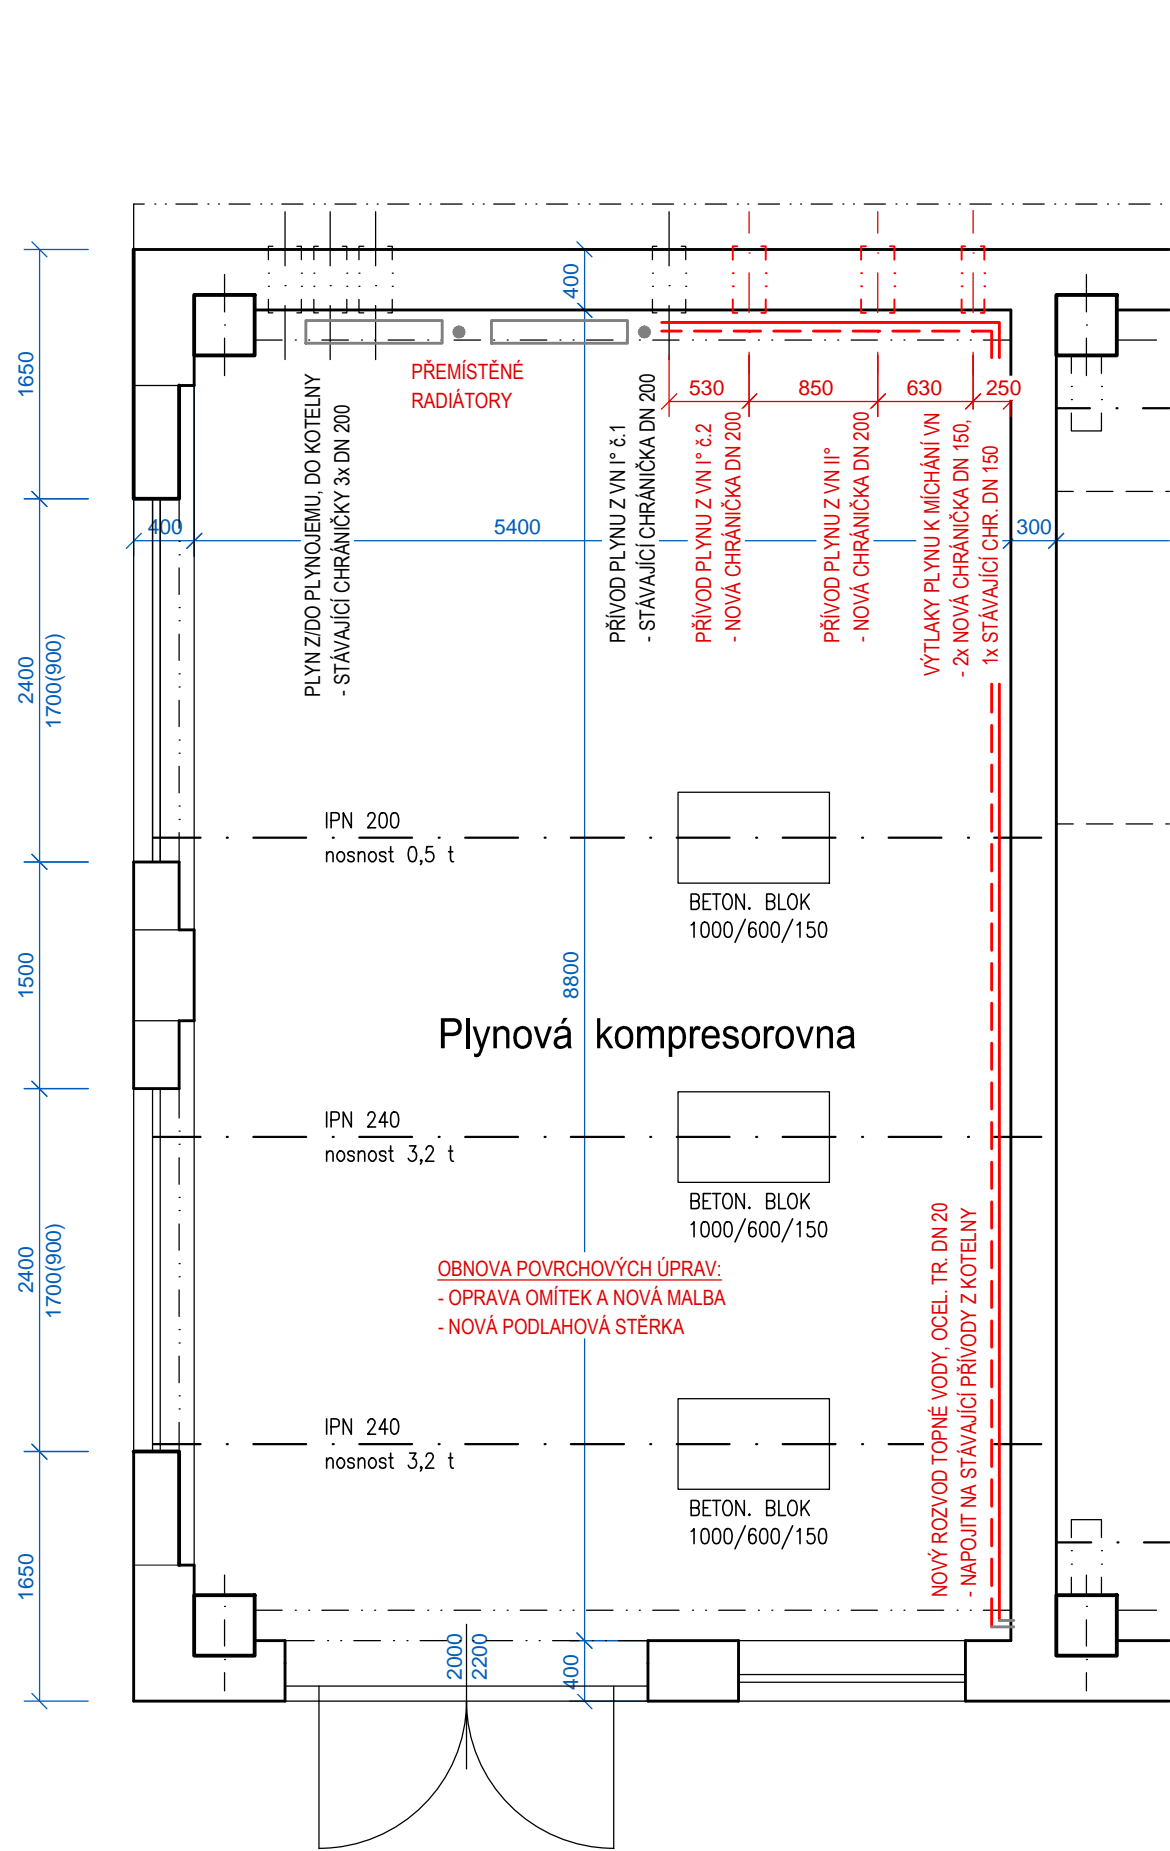 400
1650
PŘEMÍSTĚNÉ
RADIÁTORY
530
850
630
250
PLYN Z/DO PLYNOJEMU, DO KOTELNY
- STÁVAJÍCÍ CHRÁNIČKY 3x DN 200
PŘÍVOD PLYNU Z VN I° č.1
- STÁVAJÍCÍ CHRÁNIČKA DN 200
PŘÍVOD PLYNU Z VN I° č.2
- NOVÁ CHRÁNIČKA DN 200
PŘÍVOD PLYNU Z VN II°
- NOVÁ CHRÁNIČKA DN 200
VÝTLAKY PLYNU K MÍCHÁNÍ VN
- 2x NOVÁ CHRÁNIČKA DN 150,
1x STÁVAJÍCÍ CHR. DN 150
400
5400
300
2400
1700(900)
IPN 200
nosnost 0,5 t
BETON. BLOK
1000/600/150
1500
8800
Plynová kompresorovna
IPN 240
nosnost 3,2 t
BETON. BLOK
1000/600/150
2400
1700(900)
OBNOVA POVRCHOVÝCH ÚPRAV:
- OPRAVA OMÍTEK A NOVÁ MALBA
- NOVÁ PODLAHOVÁ STĚRKA
NOVÝ ROZVOD TOPNÉ VODY, OCEL. TR. DN 20
- NAPOJIT NA STÁVAJÍCÍ PŘÍVODY Z KOTELNY
IPN 240
nosnost 3,2 t
BETON. BLOK
1000/600/150
1650
2000
2200
400